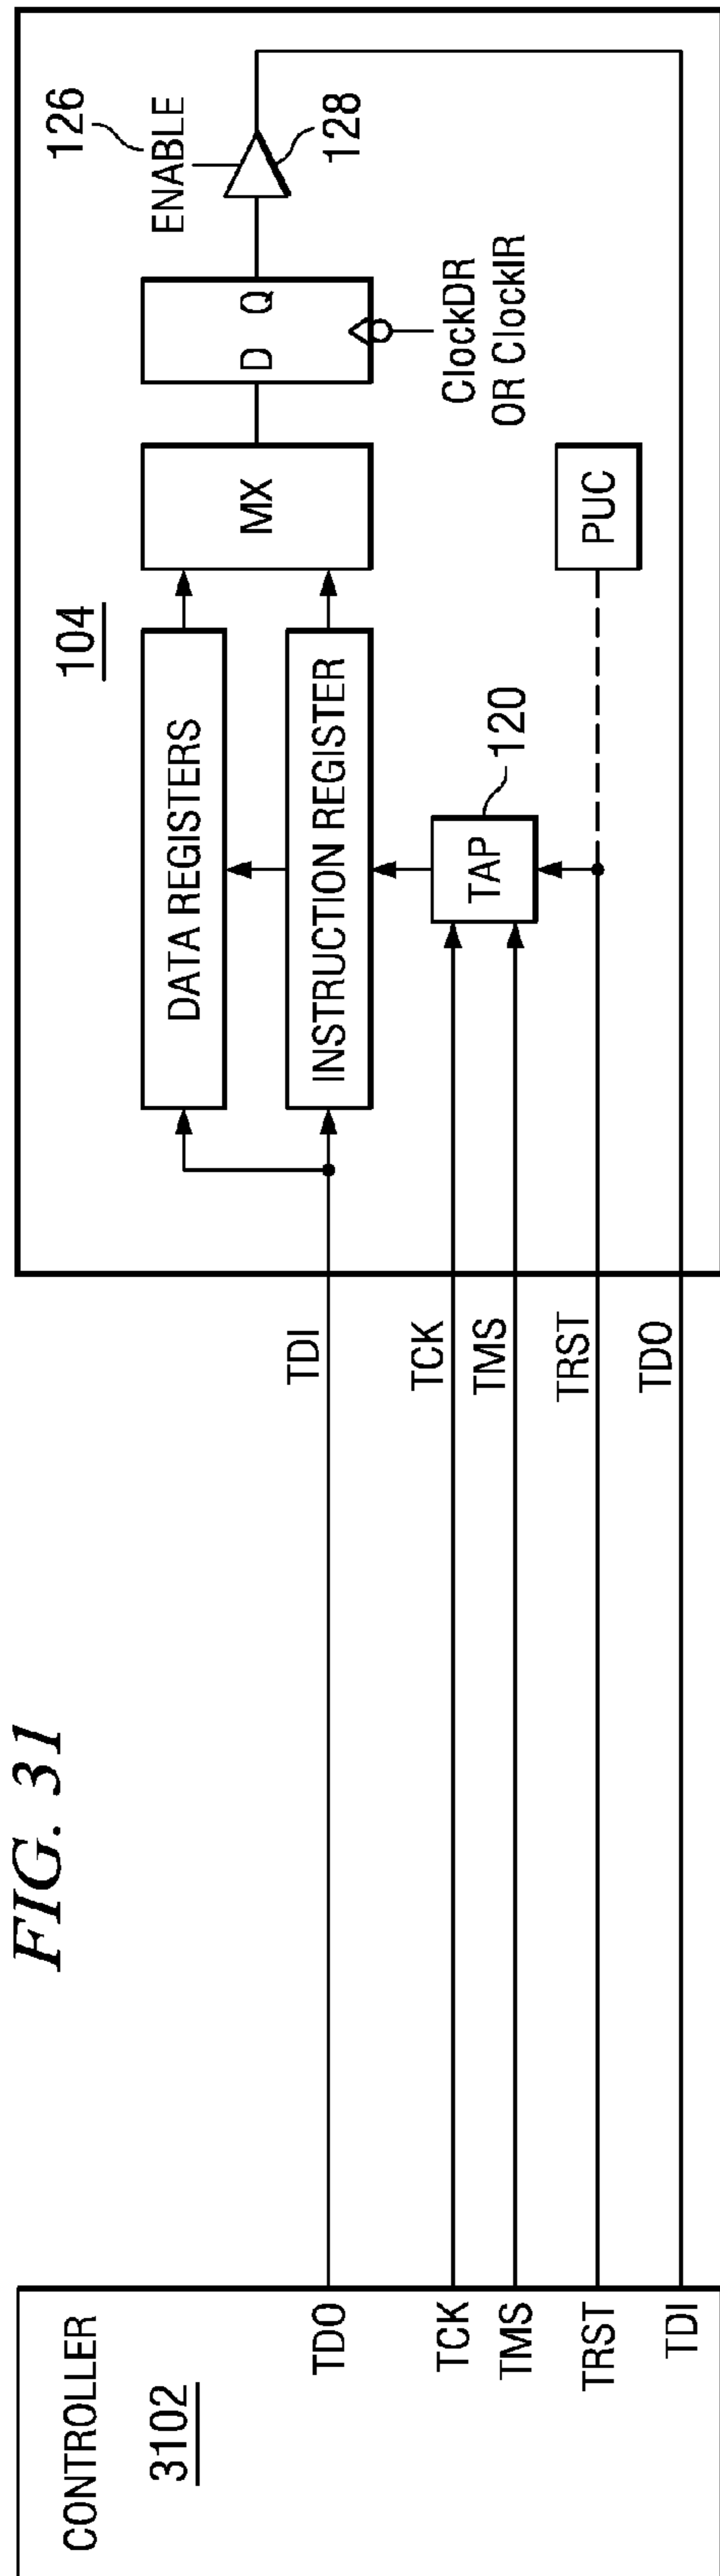 FIG. 31
CONTROLLER
3102
TDO
TCK
TMS
TRST
TDI
TDI
TCK
TMS
TRST
TDO
104
DATA REGISTERS
INSTRUCTION REGISTER
TAP
120
MX
PUC
D Q
ClockDR
OR ClockIR
126
ENABLE
128